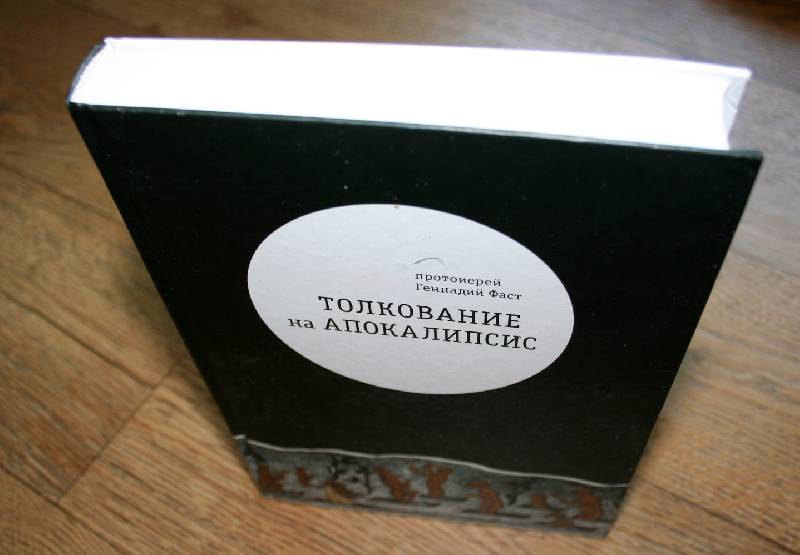 протоиерей
Геннадий Фаст
ТОЛКОВАНИЕ
на АПОКАЛИПСИС